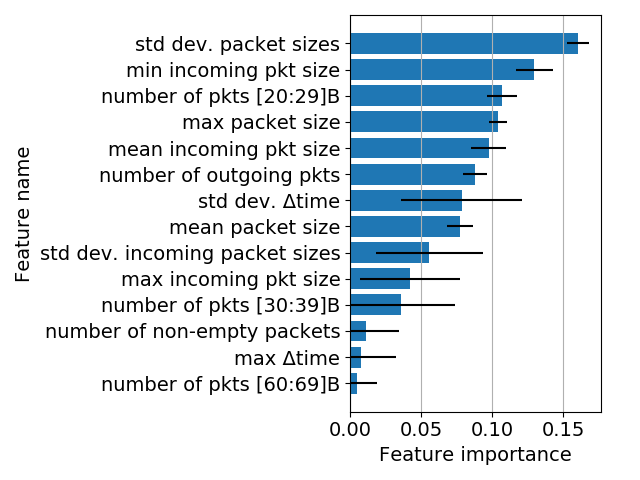 Feature name
std dev. packet sizes
min incoming pkt size
number of pkts [20:29]B
max packet size
mean incoming pkt size
number of outgoing pkts
std dev. Δtime
mean packet size
std dev. incoming packet sizes
max incoming pkt size
number of pkts [30:39]B
number of non-empty packets
max Δtime
number of pkts [60:69]B
0.00 0.05 0.10 0.15
Feature importance